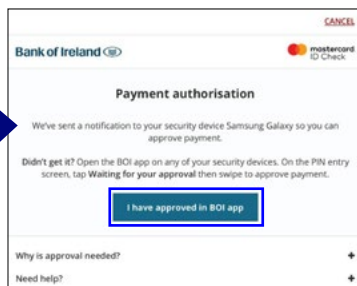 CANCEL
Bank of Ireland
mastercard
ID Check
Payment authorisation
We've sent a notification to your security device Samsung Galaxy so you can
approve payment.
Didn't get it? Open the BOI app on any of your security devices. On the PIN entry
screen, tap Waiting for your approval then swipe to approve payment.
I have approved in BOI app
Why is approval needed? +
Need help? +